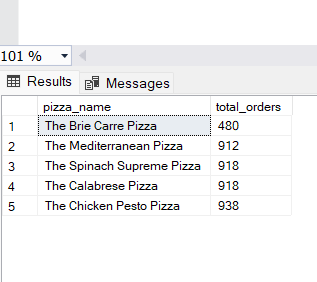 101 %
Results Messages
pizza_name total_orders
1 The Brie Carre Pizza 480
2 The Mediterranean Pizza 912
3 The Spinach Supreme Pizza 918
4 The Calabrese Pizza 918
5 The Chicken Pesto Pizza 938